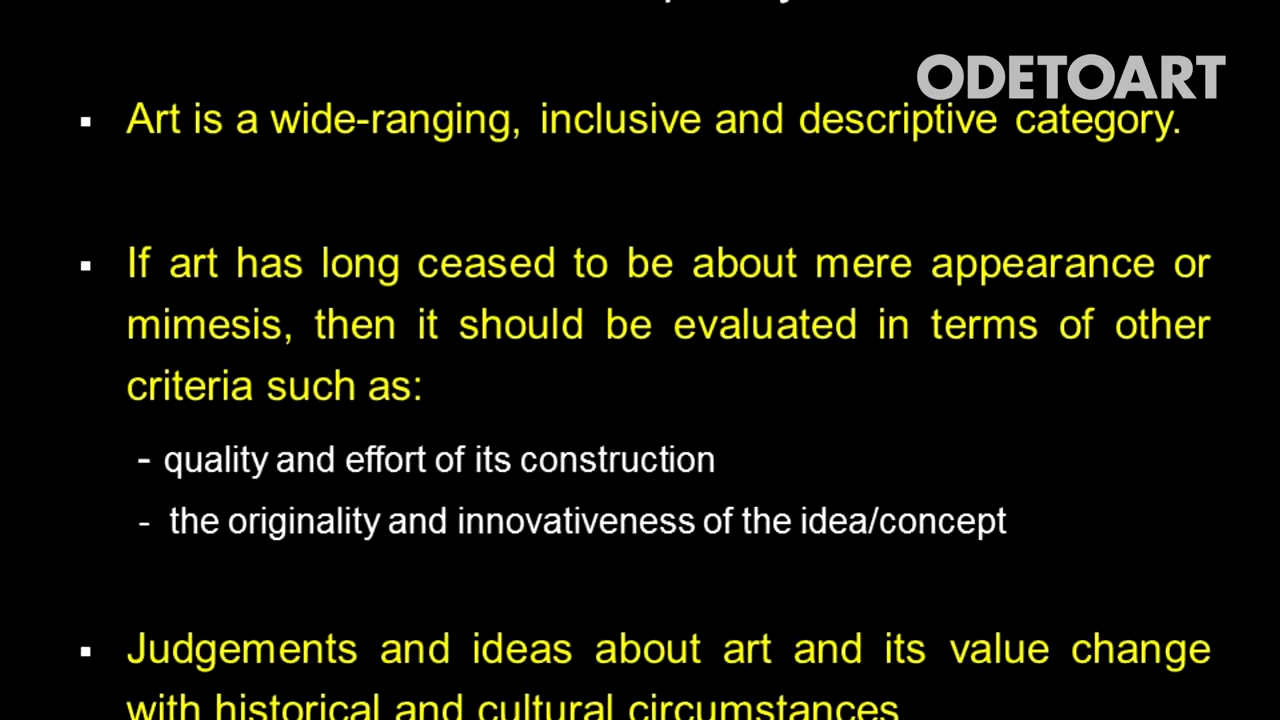 ODETOART
▪ Art is a wide-ranging, inclusive and descriptive category.
▪ If art has long ceased to be about mere appearance or
mimesis, then it should be evaluated in terms of other
criteria such as:
- quality and effort of its construction
- the originality and innovativeness of the idea/concept
▪ Judgements and ideas about art and its value change
with historical and cultural circumstances